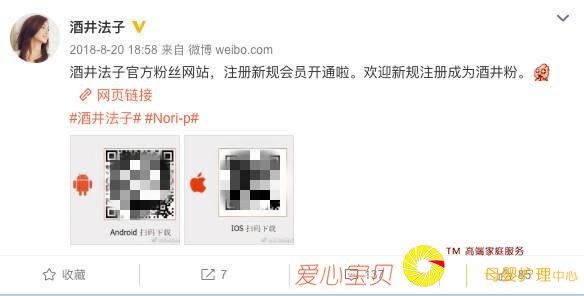 酒井法子
2018-8-20 18:58 来自 微博 weibo.com
酒井法子官方粉丝网站，注册新规会员开通啦。欢迎新规注册成为酒井粉。
网页链接
#酒井法子# #Nori-p#
Android 扫码下载
IOS 扫码下载
TM 高端家庭服务
爱心宝贝 母婴护理中心
收藏 7 137 85